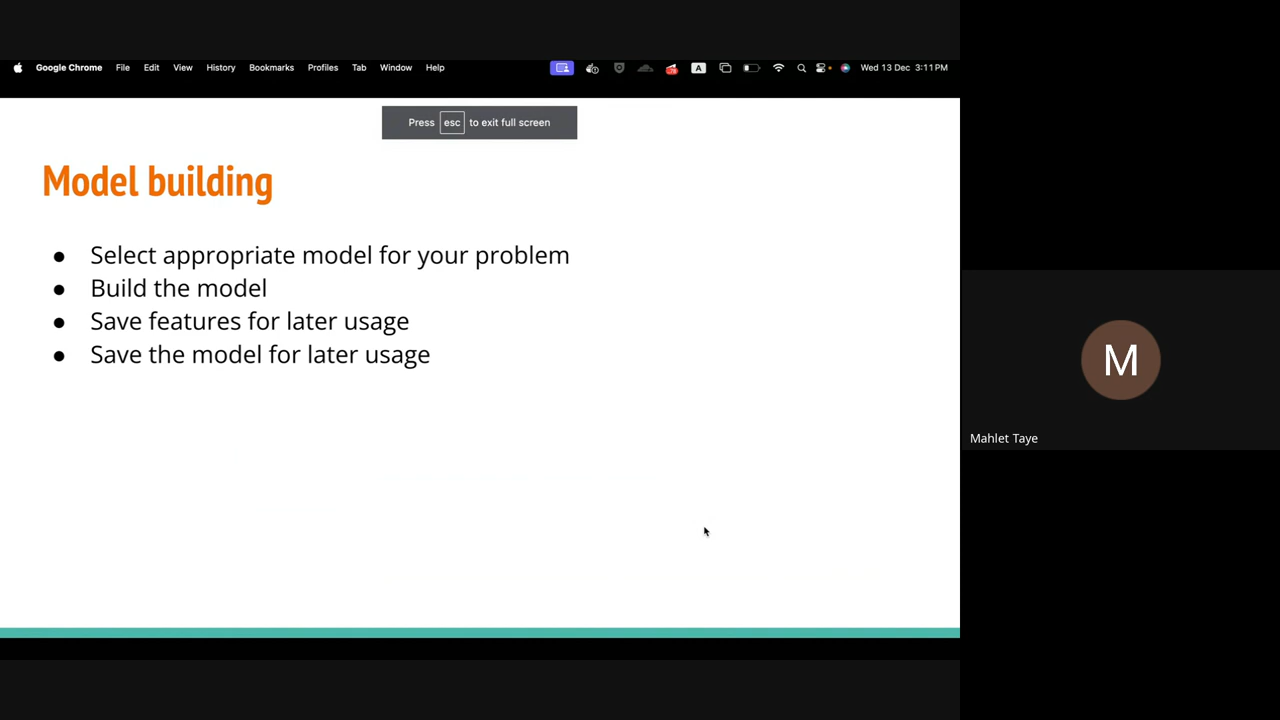 Google Chrome File Edit View History Bookmarks Profiles Tab Window Help A Wed 13 Dec 3:11 PM
Press esc to exit full screen
Model building
● Select appropriate model for your problem
● Build the model
● Save features for later usage
● Save the model for later usage
M
Mahlet Taye